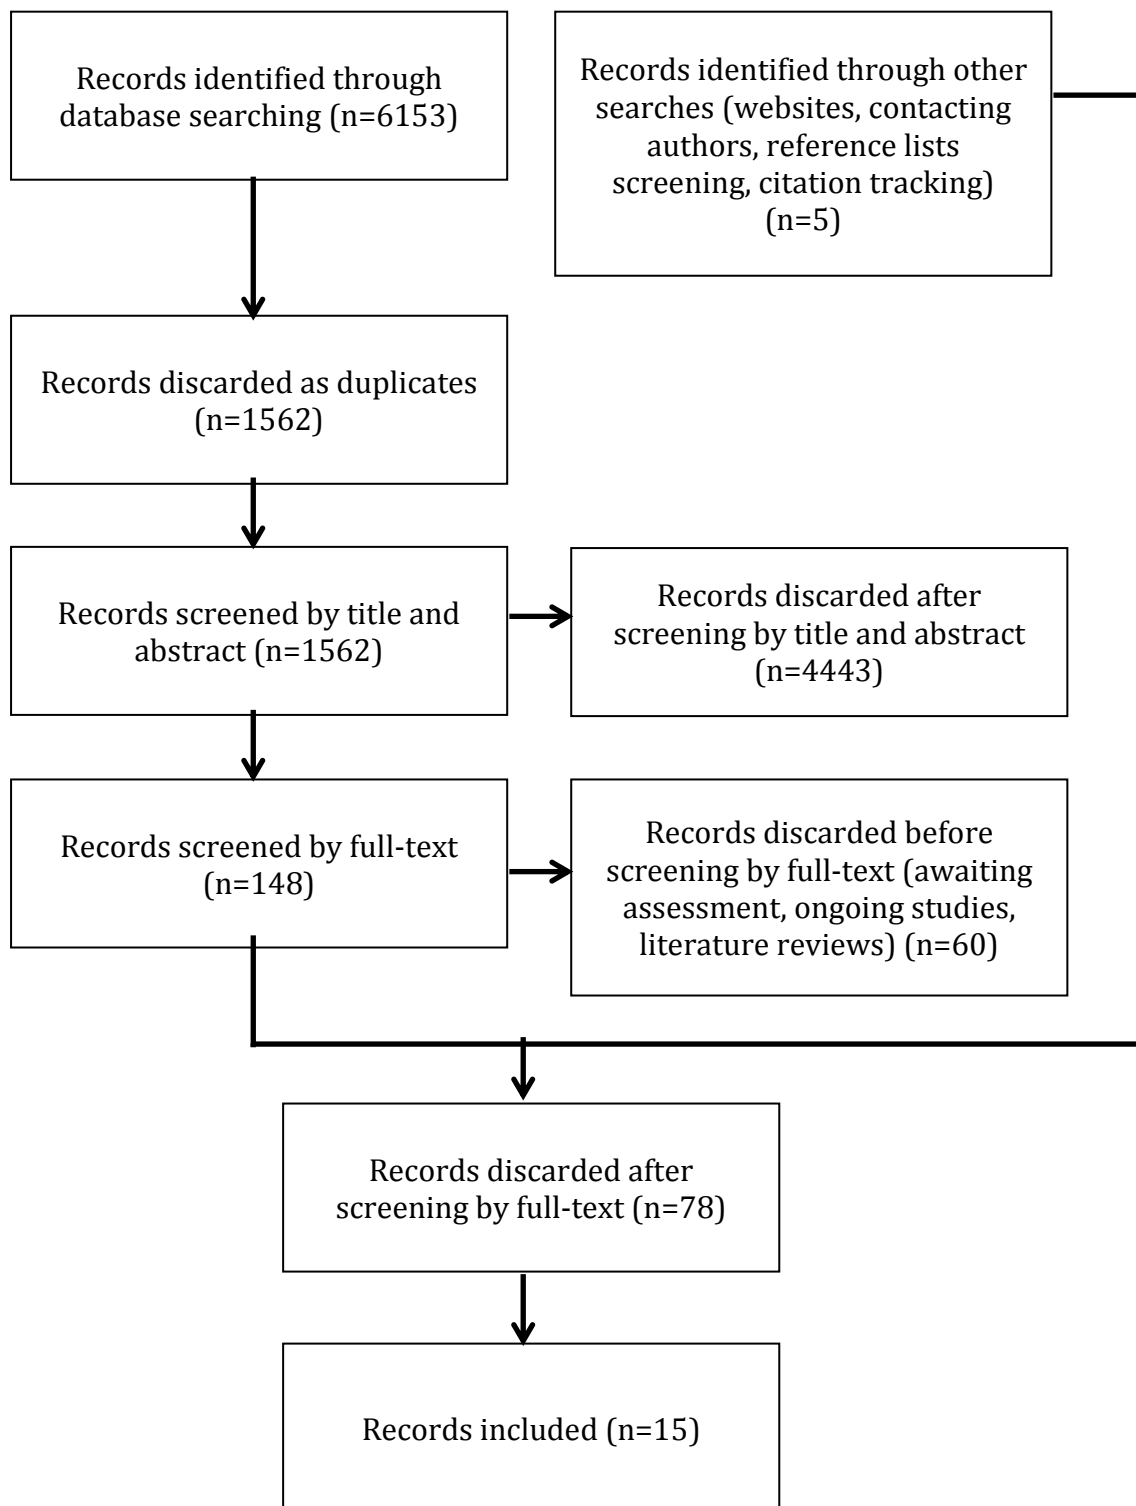 Records identified through
database searching (n=6153)
Records identified through other
searches (websites, contacting
authors, reference lists
screening, citation tracking)
(n=5)
Records discarded as duplicates
(n=1562)
Records screened by title and
abstract (n=1562)
Records discarded after
screening by title and abstract
(n=4443)
Records screened by full-text
(n=148)
Records discarded before
screening by full-text (awaiting
assessment, ongoing studies,
literature reviews) (n=60)
Records discarded after
screening by full-text (n=78)
Records included (n=15)